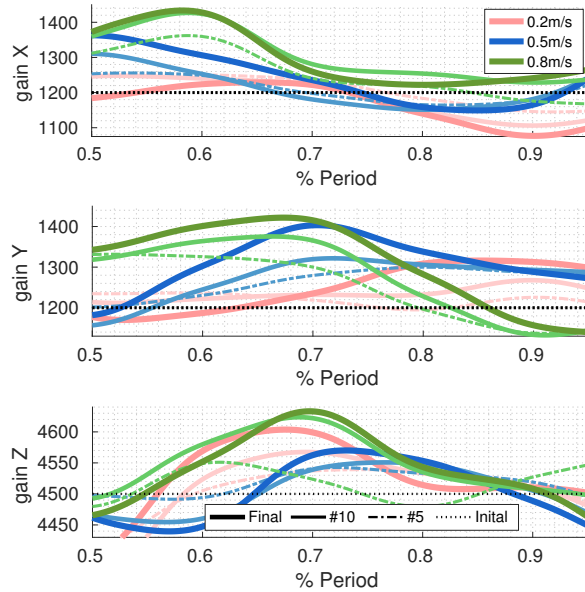 gain X
1400
1300
1200
1100
0.5 0.6 0.7 0.8 0.9
% Period
0.2m/s
0.5m/s
0.8m/s
gain Y
1400
1300
1200
0.5 0.6 0.7 0.8 0.9
% Period
gain Z
4600
4550
4500
4450
0.5 0.6 0.7 0.8 0.9
% Period
Final #10 #5 Inital